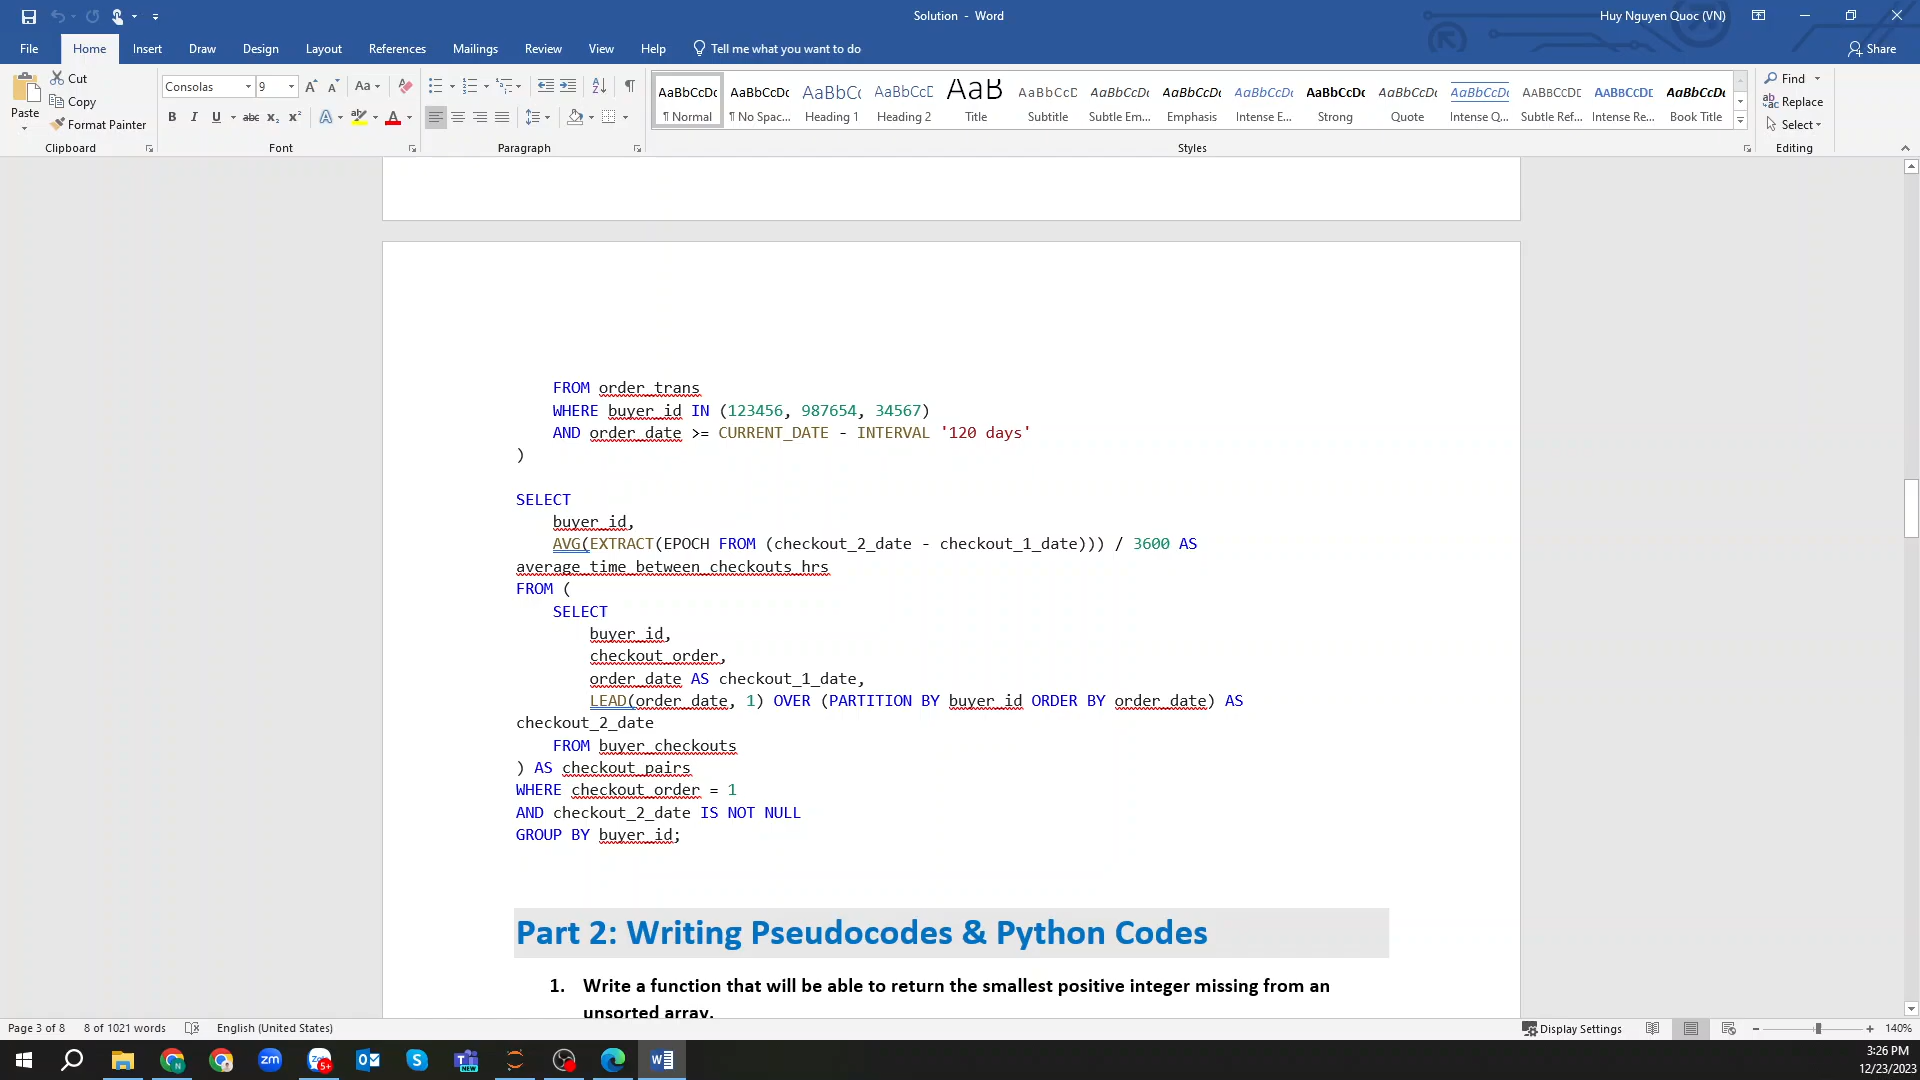 Solution - Word
Huy Nguyen Quoc (VN)
File Home Insert Draw Design Layout References Mailings Review View Help Tell me what you want to do
Share
Paste
Cut
Copy
Format Painter
Clipboard
Consolas 9
Font
Paragraph
AaBbCcDc AaBbCcDc AaBbCc AaBbCcD AaB AaBbCcD AaBbCcDc AaBbCcDc AaBbCcDc AaBbCcDc AaBbCcDc AaBbCcDc AABBCCDE AABBCCDE AaBbCcDc
¶ Normal ¶ No Spac... Heading 1 Heading 2 Title Subtitle Subtle Em... Emphasis Intense E... Strong Quote Intense Q... Subtle Ref... Intense Re... Book Title
Styles
Find
Replace
Select
Editing
FROM order_trans
WHERE buyer_id IN (123456, 987654, 34567)
AND order_date >= CURRENT_DATE - INTERVAL '120 days'
)
SELECT
buyer_id,
AVG(EXTRACT(EPOCH FROM (checkout_2_date - checkout_1_date))) / 3600 AS
average_time_between_checkouts_hrs
FROM (
SELECT
buyer_id,
checkout_order,
order_date AS checkout_1_date,
LEAD(order_date, 1) OVER (PARTITION BY buyer_id ORDER BY order_date) AS
checkout_2_date
FROM buyer_checkouts
) AS checkout_pairs
WHERE checkout_order = 1
AND checkout_2_date IS NOT NULL
GROUP BY buyer_id;
Part 2: Writing Pseudocodes & Python Codes
1. Write a function that will be able to return the smallest positive integer missing from an
unsorted array.
Page 3 of 8 8 of 1021 words English (United States)
Display Settings
140%
3:26 PM
12/23/2023